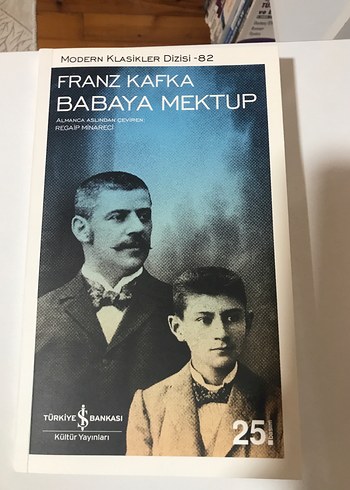 MODERN KLASİKLER DİZİSİ -82
FRANZ KAFKA
BABAYA MEKTUP
ALMANCA ASLINDAN ÇEVİREN:
REGAİP MİNARECİ
TÜRKİYE İŞ BANKASI
Kültür Yayınları
25.